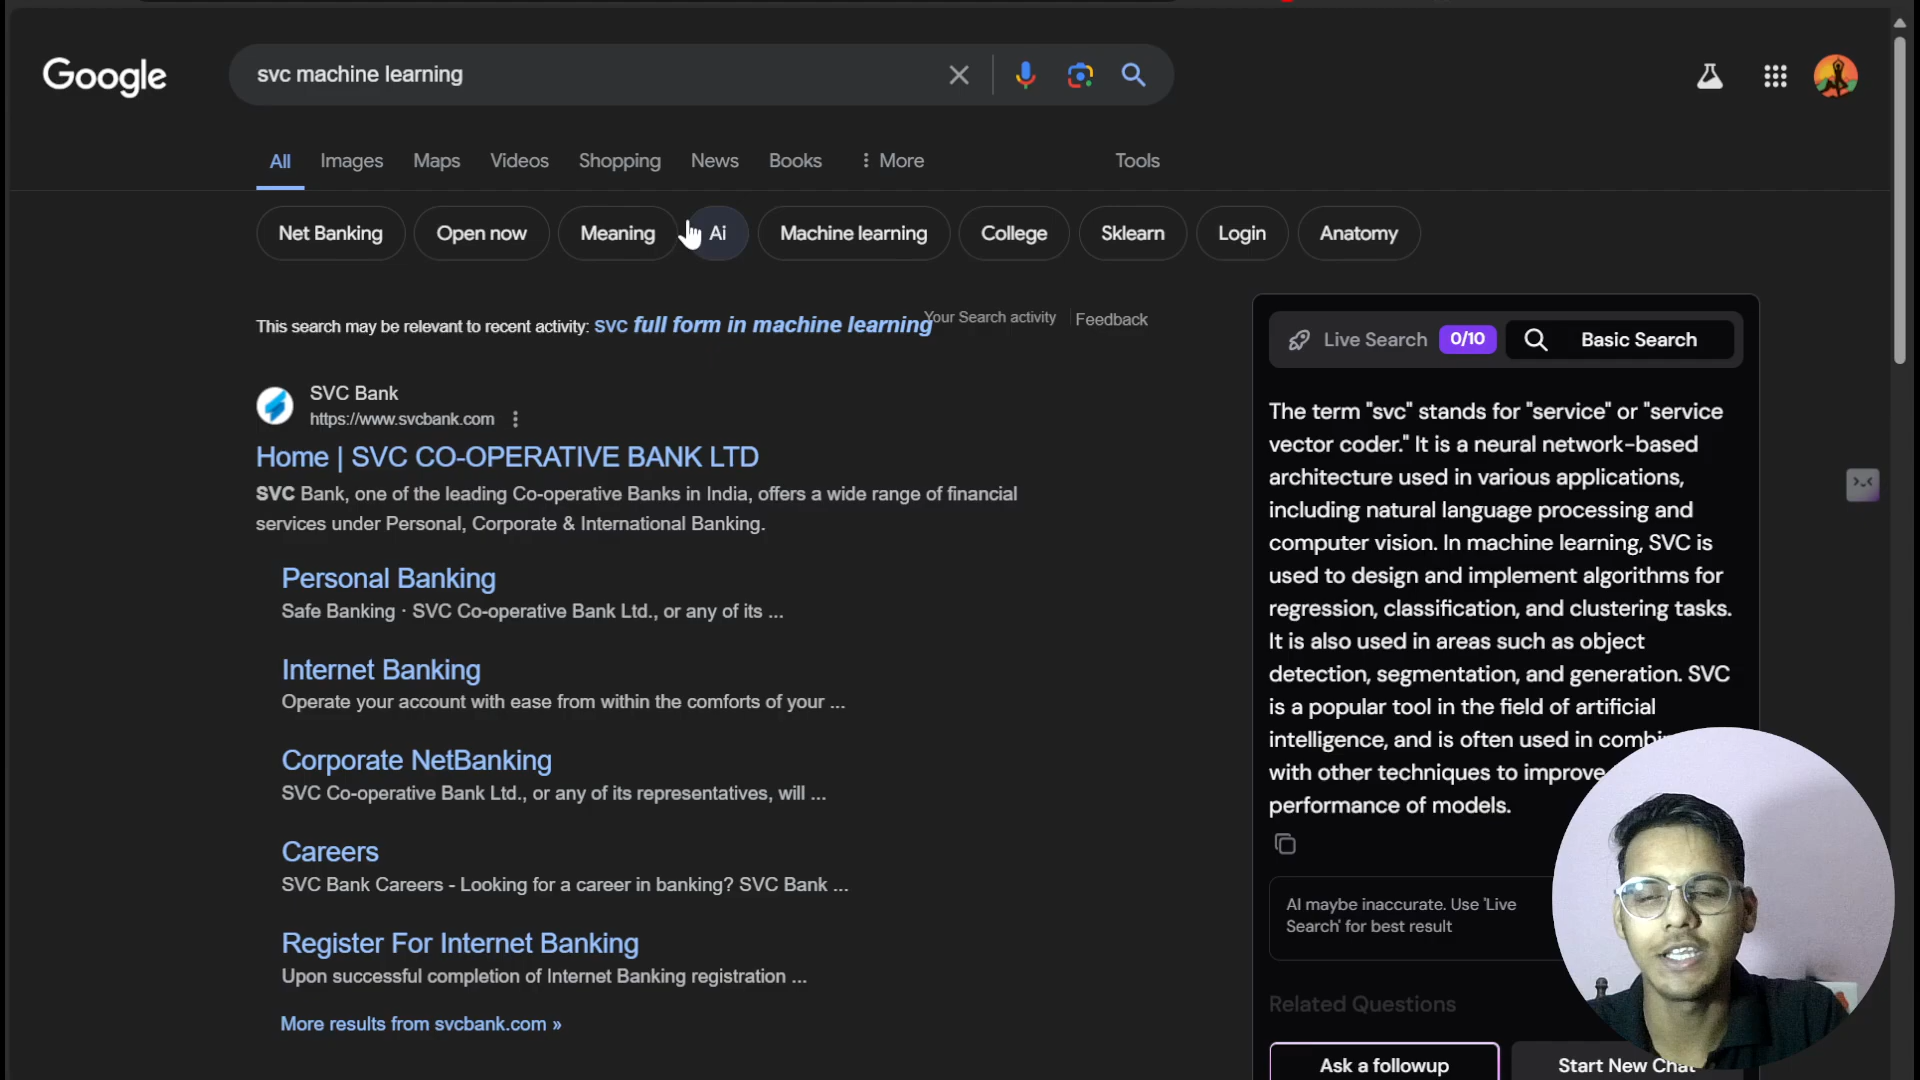 Google
svc machine learning
All Images Maps Videos Shopping News Books More Tools
Net Banking Open now Meaning Ai Machine learning College Sklearn Login Anatomy
This search may be relevant to recent activity: svc full form in machine learning Your Search activity Feedback
SVC Bank
https://www.svcbank.com
Home | SVC CO-OPERATIVE BANK LTD
SVC Bank, one of the leading Co-operative Banks in India, offers a wide range of financial
services under Personal, Corporate & International Banking.
Personal Banking
Safe Banking · SVC Co-operative Bank Ltd., or any of its ...
Internet Banking
Operate your account with ease from within the comforts of your ...
Corporate NetBanking
SVC Co-operative Bank Ltd., or any of its representatives, will ...
Careers
SVC Bank Careers - Looking for a career in banking? SVC Bank ...
Register For Internet Banking
Upon successful completion of Internet Banking registration ...
More results from svcbank.com »
Live Search 0/10 Basic Search
The term "svc" stands for "service" or "service
vector coder." It is a neural network-based
architecture used in various applications,
including natural language processing and
computer vision. In machine learning, SVC is
used to design and implement algorithms for
regression, classification, and clustering tasks.
It is also used in areas such as object
detection, segmentation, and generation. SVC
is a popular tool in the field of artificial
intelligence, and is often used in
with other techniques to improve
performance of models.
AI maybe inaccurate. Use 'Live
Search' for best result
Related Questions
Ask a followup Start New Chat